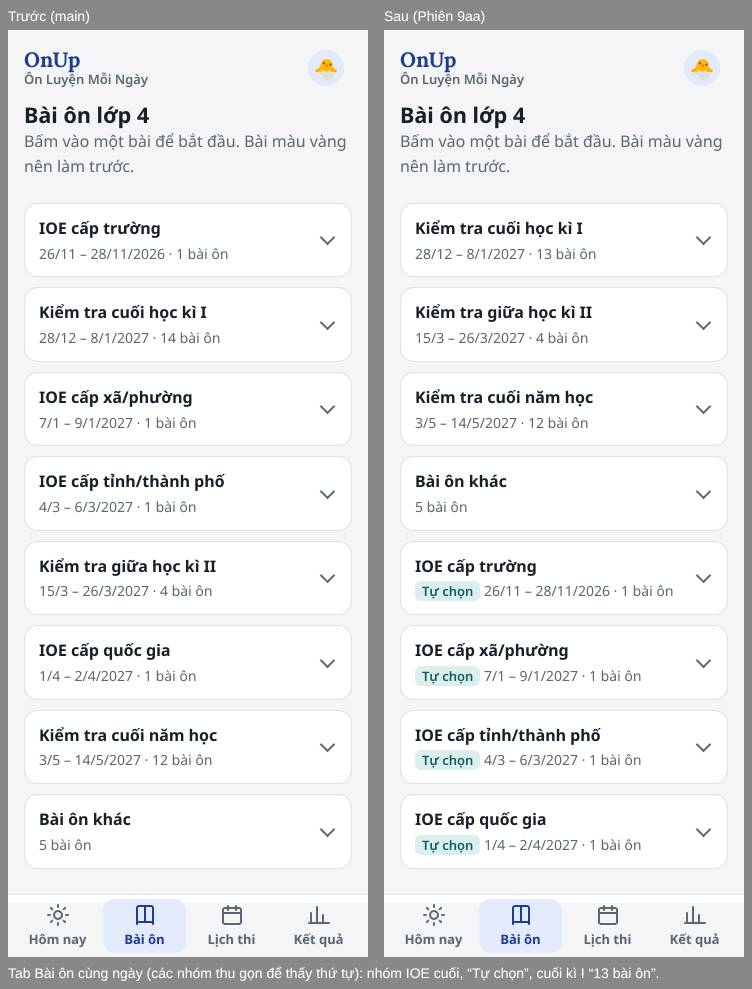 Trước (main)
OnUp
Ôn Luyện Mỗi Ngày
Bài ôn lớp 4
Bấm vào một bài để bắt đầu. Bài màu vàng
nên làm trước.
IOE cấp trường
26/11 – 28/11/2026 · 1 bài ôn
Kiểm tra cuối học kì I
28/12 – 8/1/2027 · 14 bài ôn
IOE cấp xã/phường
7/1 – 9/1/2027 · 1 bài ôn
IOE cấp tỉnh/thành phố
4/3 – 6/3/2027 · 1 bài ôn
Kiểm tra giữa học kì II
15/3 – 26/3/2027 · 4 bài ôn
IOE cấp quốc gia
1/4 – 2/4/2027 · 1 bài ôn
Kiểm tra cuối năm học
3/5 – 14/5/2027 · 12 bài ôn
Bài ôn khác
5 bài ôn
Hôm nay
Bài ôn
Lịch thi
Kết quả
Sau (Phiên 9aa)
OnUp
Ôn Luyện Mỗi Ngày
Bài ôn lớp 4
Bấm vào một bài để bắt đầu. Bài màu vàng
nên làm trước.
Kiểm tra cuối học kì I
28/12 – 8/1/2027 · 13 bài ôn
Kiểm tra giữa học kì II
15/3 – 26/3/2027 · 4 bài ôn
Kiểm tra cuối năm học
3/5 – 14/5/2027 · 12 bài ôn
Bài ôn khác
5 bài ôn
IOE cấp trường
Tự chọn 26/11 – 28/11/2026 · 1 bài ôn
IOE cấp xã/phường
Tự chọn 7/1 – 9/1/2027 · 1 bài ôn
IOE cấp tỉnh/thành phố
Tự chọn 4/3 – 6/3/2027 · 1 bài ôn
IOE cấp quốc gia
Tự chọn 1/4 – 2/4/2027 · 1 bài ôn
Hôm nay
Bài ôn
Lịch thi
Kết quả
Tab Bài ôn cùng ngày (các nhóm thu gọn để thấy thứ tự): nhóm IOE cuối, “Tự chọn”, cuối kì I “13 bài ôn”.